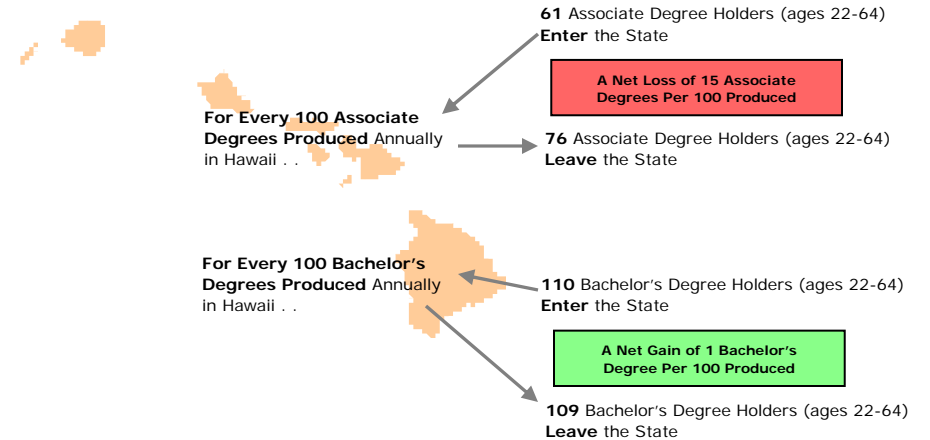 61 Associate Degree Holders (ages 22-64)
Enter the State
A Net Loss of 15 Associate
Degrees Per 100 Produced
For Every 100 Associate
Degrees Produced Annually
in Hawaii . .
76 Associate Degree Holders (ages 22-64)
Leave the State
For Every 100 Bachelor's
Degrees Produced Annually
in Hawaii . .
110 Bachelor's Degree Holders (ages 22-64)
Enter the State
A Net Gain of 1 Bachelor's
Degree Per 100 Produced
109 Bachelor's Degree Holders (ages 22-64)
Leave the State